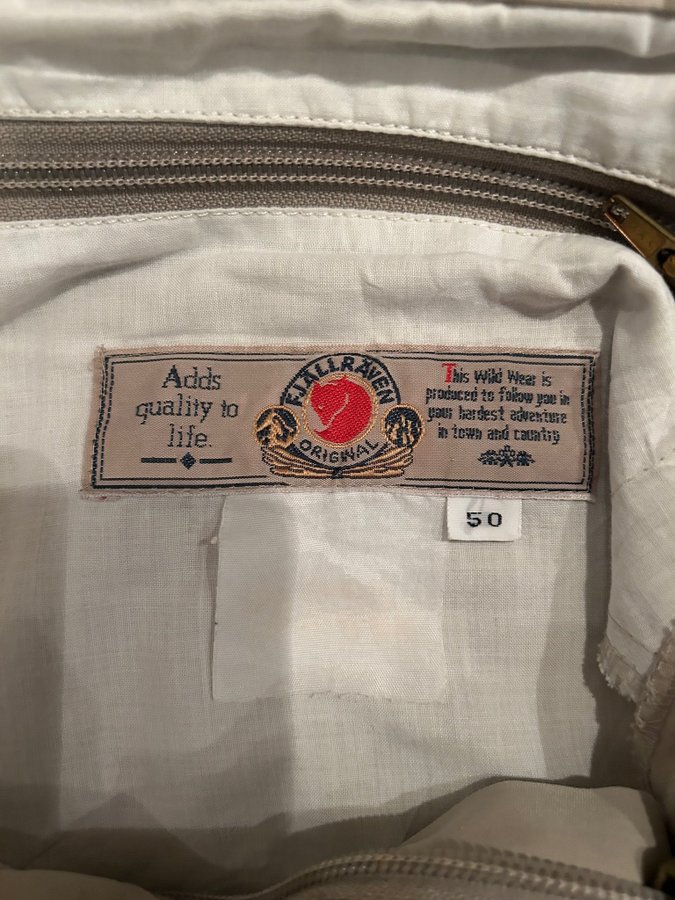 Adds
quality to
life.
FJÄLLRÄVEN
ORIGINAL
This Wild Wear is
produced to follow you in
your hardest adventure
in town and country
50